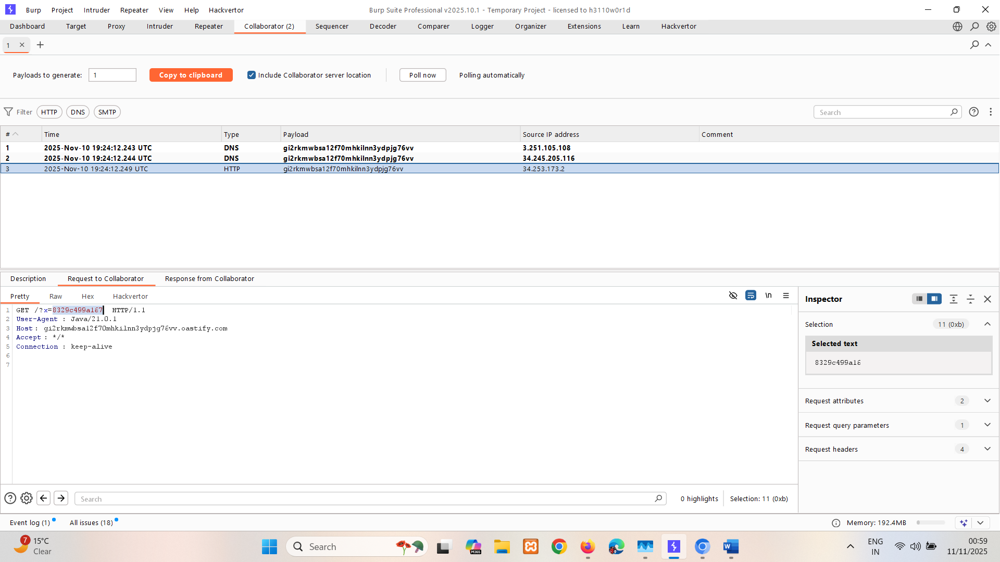 Burp Project Intruder Repeater View Help Hackvertor Burp Suite Professional v2025.10.1 - Temporary Project - licensed to h3110w0r1d
Dashboard Target Proxy Intruder Repeater Collaborator (2) Sequencer Decoder Comparer Logger Organizer Extensions Learn Hackvertor
1
Payloads to generate: 1 Copy to clipboard Include Collaborator server location Poll now Polling automatically
Filter HTTP DNS SMTP Search
# Time Type Payload Source IP address Comment
1 2025-Nov-10 19:24:12.243 UTC DNS gi2rkmwbsa12f70mhkilnn3ydpjg76vv 3.251.105.108
2 2025-Nov-10 19:24:12.244 UTC DNS gi2rkmwbsa12f70mhkilnn3ydpjg76vv 34.245.205.116
3 2025-Nov-10 19:24:12.249 UTC HTTP gi2rkmwbsa12f70mhkilnn3ydpjg76vv 34.253.173.2
Description Request to Collaborator Response from Collaborator
Pretty Raw Hex Hackvertor \n
1 GET /?x=8329c499a167 HTTP/1.1
2 User-Agent : Java/21.0.1
3 Host : gi2rkmwbsa12f70mhkilnn3ydpjg76vv.oastify.com
4 Accept : */*
5 Connection : keep-alive
6
7
Inspector
Selection 11 (0xb)
Selected text
8329c499a16
Request attributes 2
Request query parameters 1
Request headers 4
Search 0 highlights Selection: 11 (0xb)
Event log (1) All issues (18) Memory: 192.4MB
7 15°C
Clear
Search
M365
ENG
IN
00:59
11/11/2025